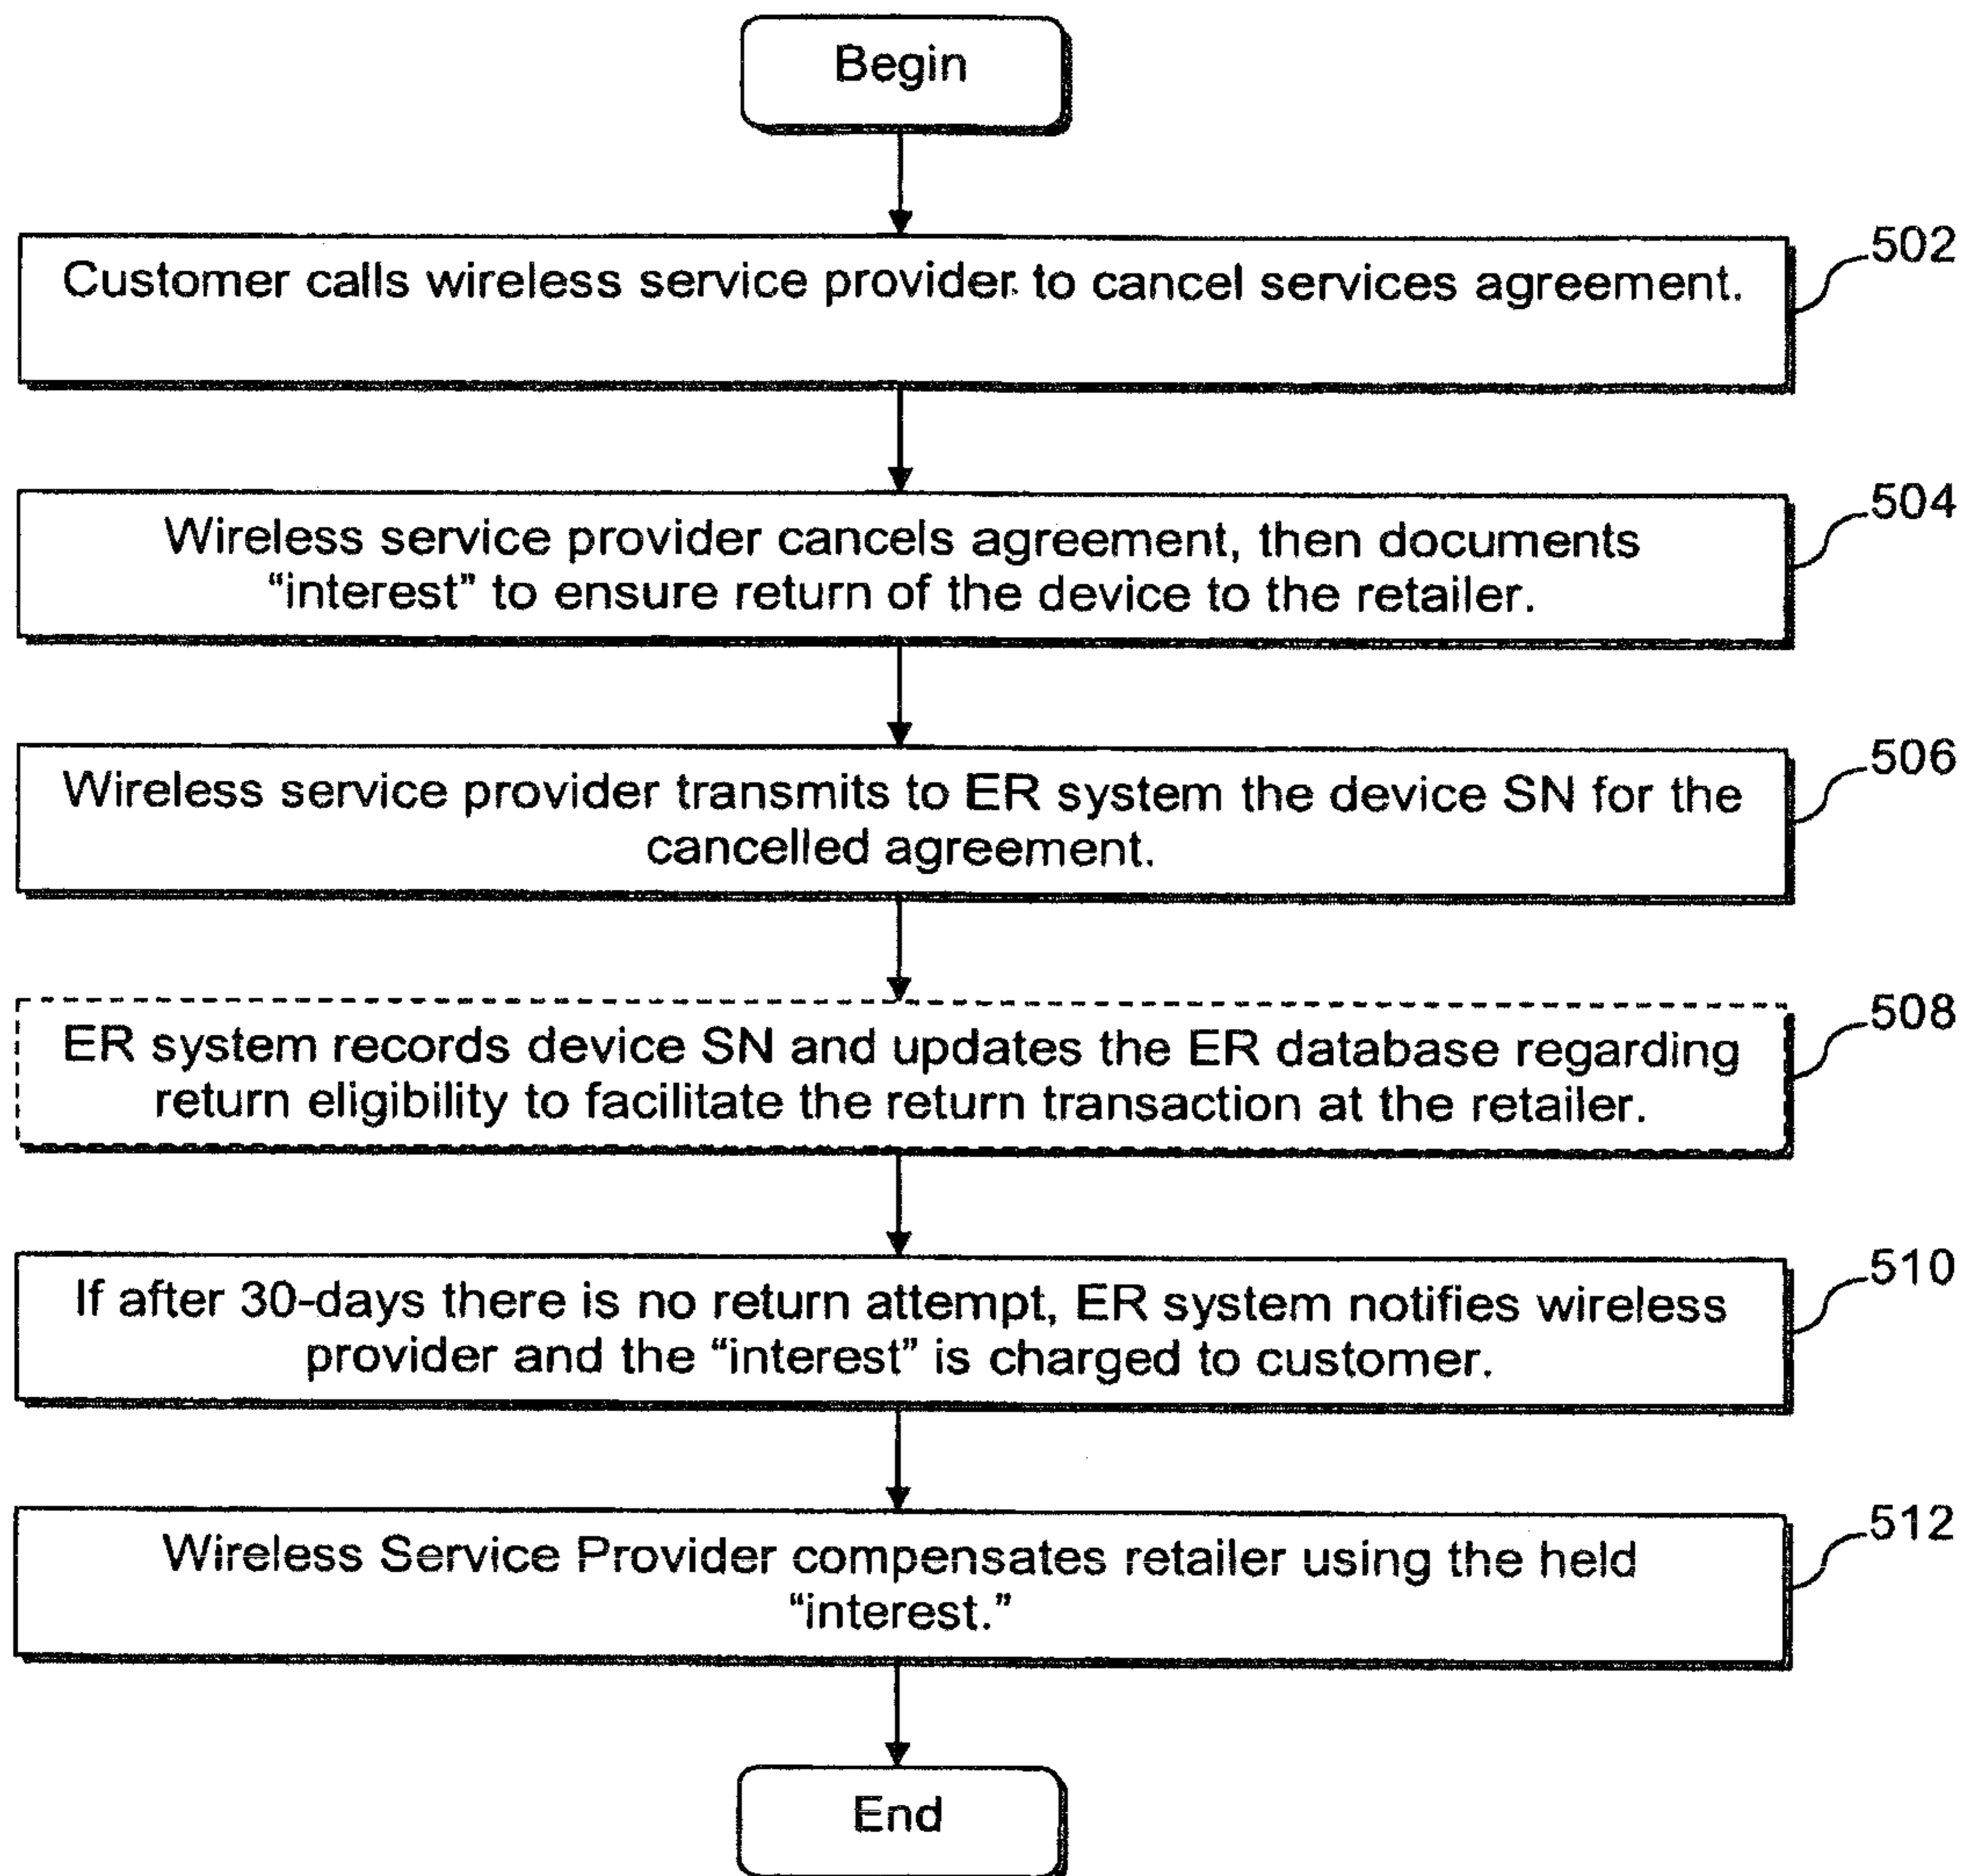 Begin
Customer calls wireless service provider to cancel services agreement.
502
Wireless service provider cancels agreement, then documents
“interest” to ensure return of the device to the retailer.
504
Wireless service provider transmits to ER system the device SN for the
cancelled agreement.
506
ER system records device SN and updates the ER database regarding
return eligibility to facilitate the return transaction at the retailer.
508
If after 30-days there is no return attempt, ER system notifies wireless
provider and the “interest” is charged to customer.
510
Wireless Service Provider compensates retailer using the held
“interest.”
512
End